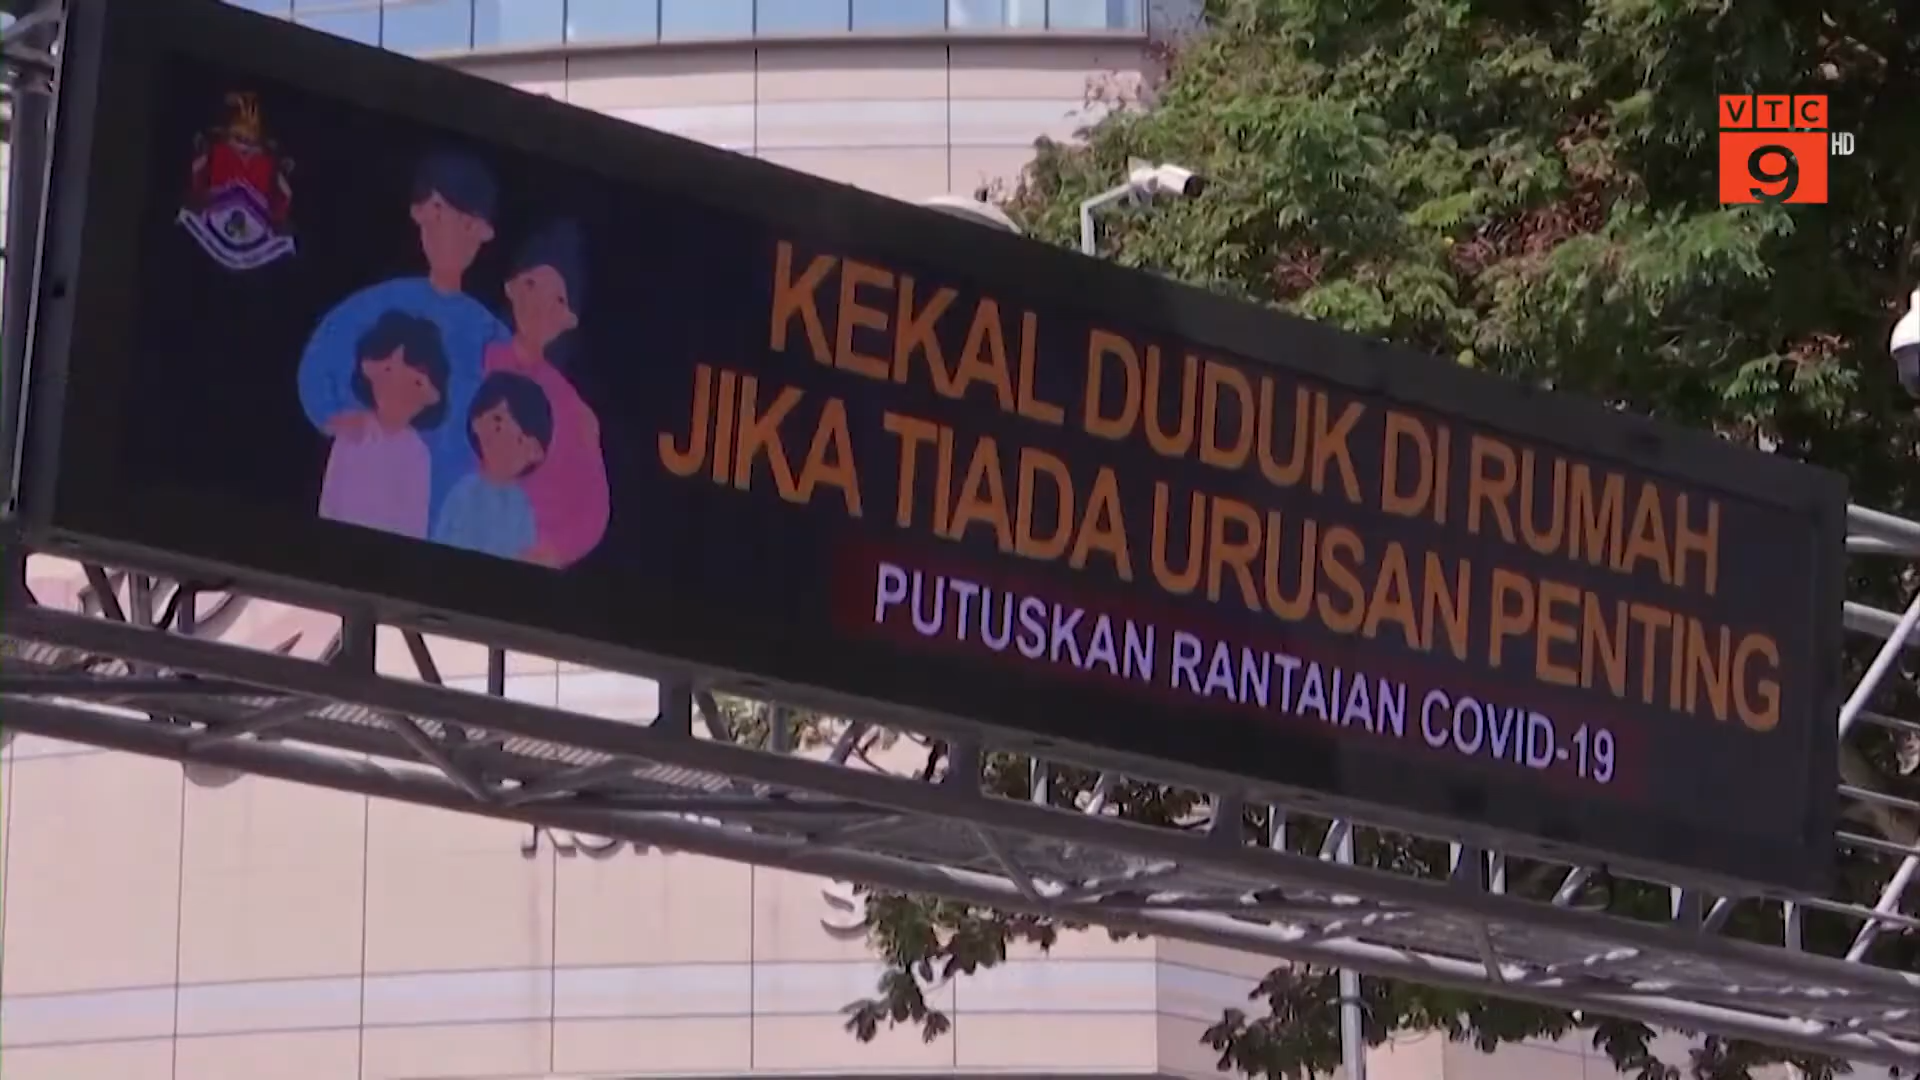 VTC
9
HD
KEKAL DUDUK DI RUMAH
JIKA TIADA URUSAN PENTING
PUTUSKAN RANTAIAN COVID-19